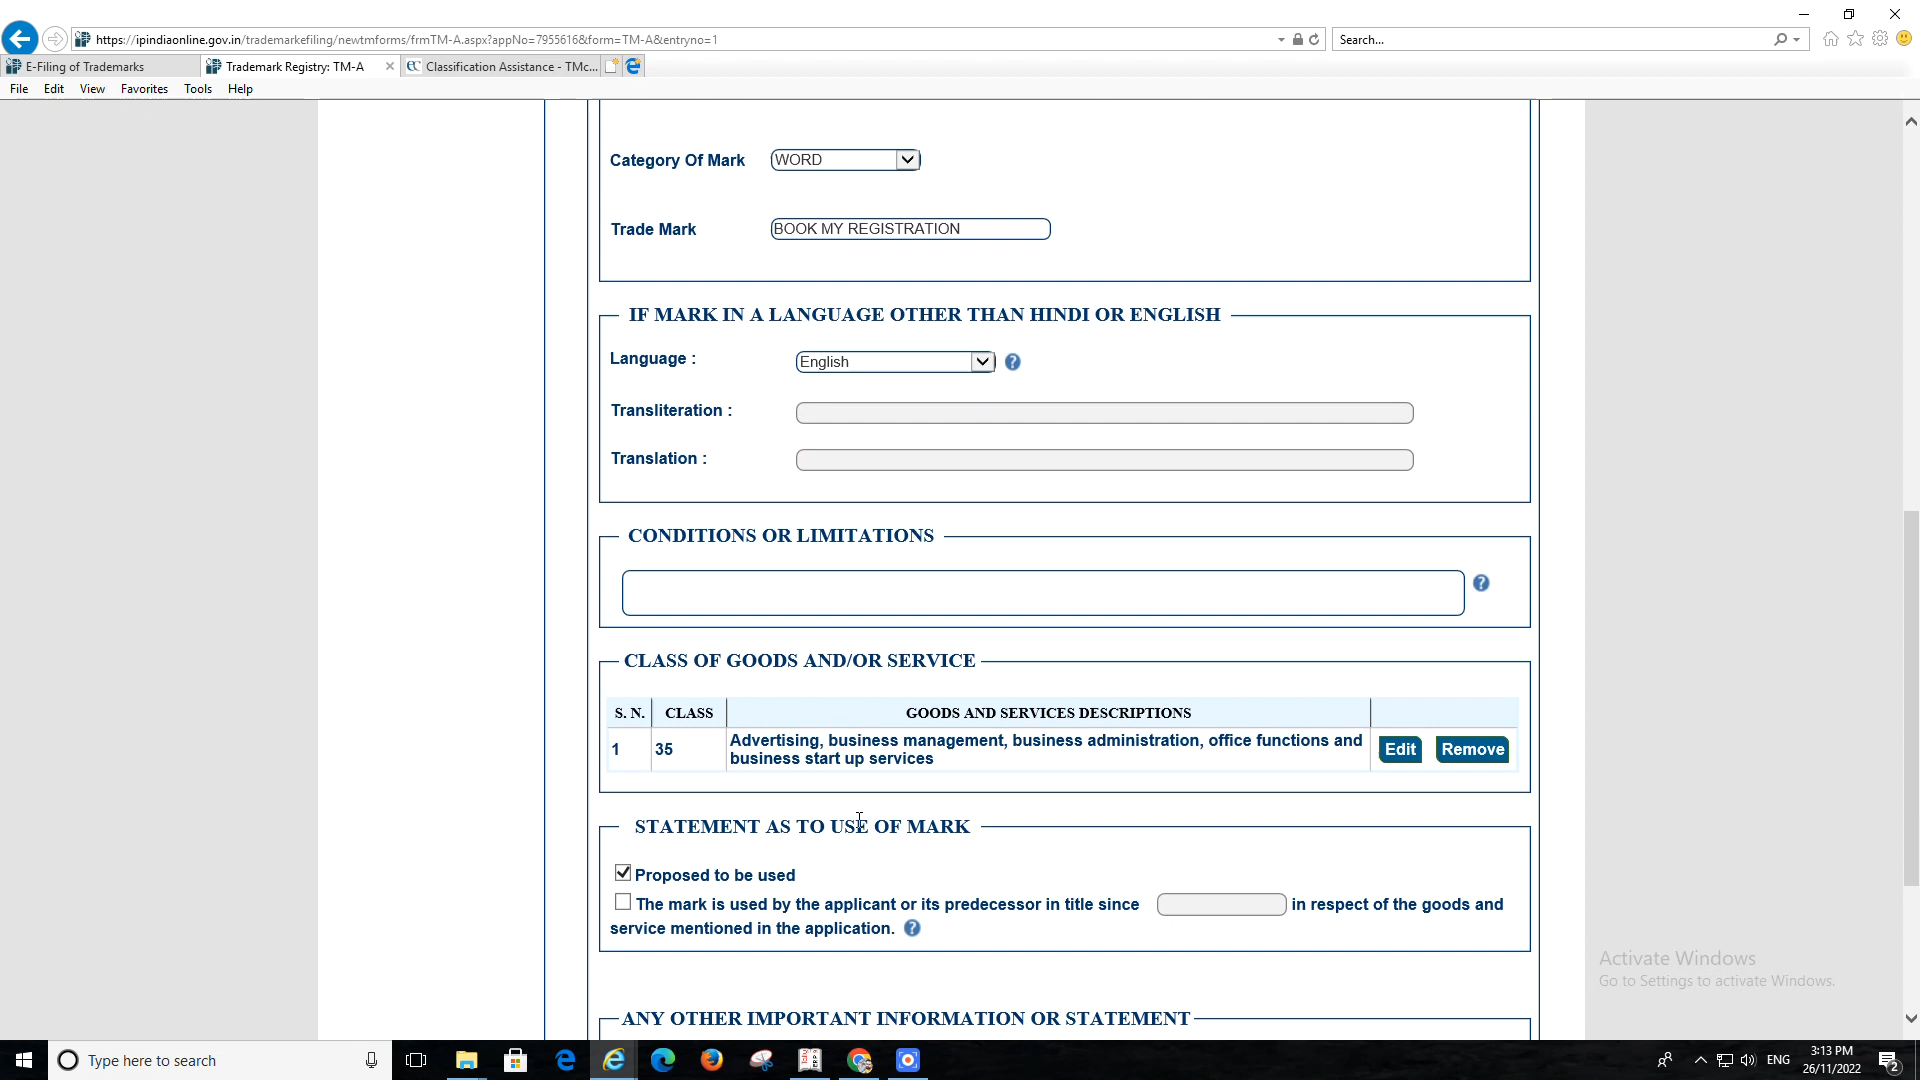 https://ipindiaonline.gov.in/trademarkefiling/newtmforms/frmTM-A.aspx?appNo=7955616&form=TM-A&entryno=1
Search...
E-Filing of Trademarks
Trademark Registry: TM-A
Classification Assistance - TMc...
File Edit View Favorites Tools Help
Category Of Mark WORD
Trade Mark BOOK MY REGISTRATION
IF MARK IN A LANGUAGE OTHER THAN HINDI OR ENGLISH
Language : English
Transliteration :
Translation :
CONDITIONS OR LIMITATIONS
CLASS OF GOODS AND/OR SERVICE
S. N. CLASS GOODS AND SERVICES DESCRIPTIONS
1 35 Advertising, business management, business administration, office functions and
business start up services
Edit Remove
STATEMENT AS TO USE OF MARK
Proposed to be used
The mark is used by the applicant or its predecessor in title since in respect of the goods and
service mentioned in the application.
Activate Windows
Go to Settings to activate Windows.
ANY OTHER IMPORTANT INFORMATION OR STATEMENT
Type here to search
ENG
3:13 PM
26/11/2022
2